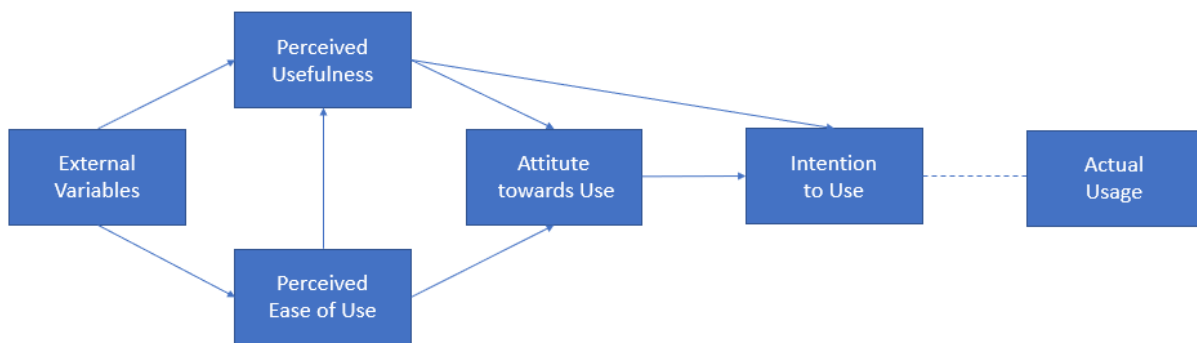 Perceived
Usefulness
External
Variables
Attitute
towards Use
Intention
to Use
Actual
Usage
Perceived
Ease of Use